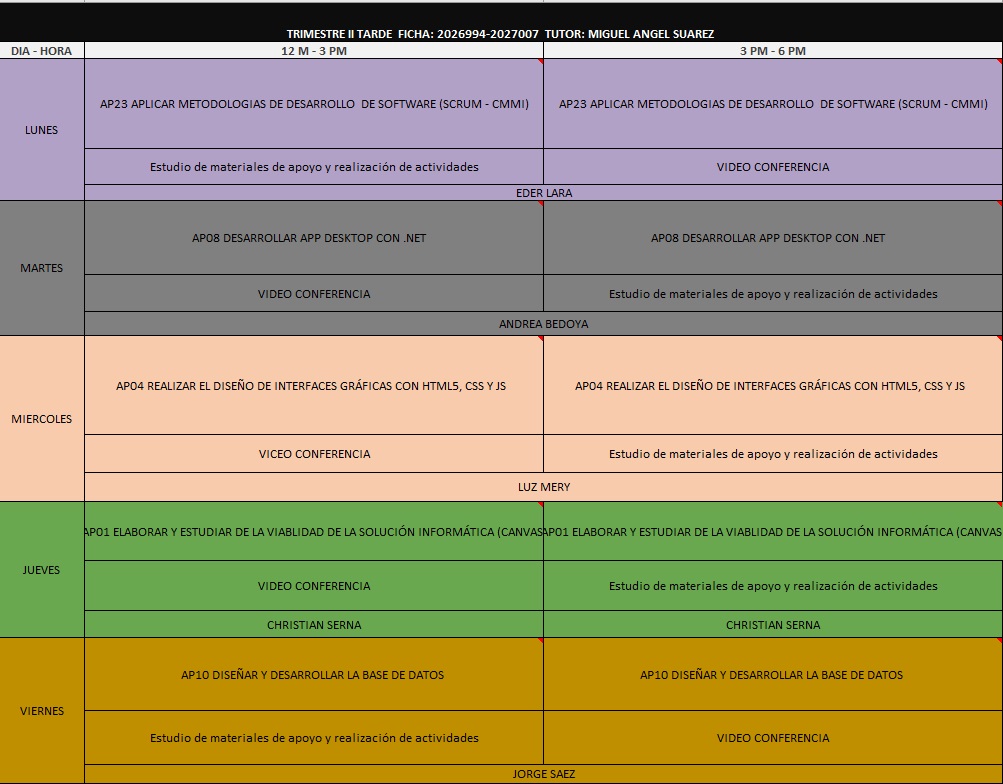 TRIMESTRE II TARDE  FICHA: 2026994-2027007  TUTOR: MIGUEL ANGEL SUAREZ
DIA - HORA 12 M - 3 PM 3 PM - 6 PM
AP23 APLICAR METODOLOGIAS DE DESARROLLO  DE SOFTWARE (SCRUM - CMMI) AP23 APLICAR METODOLOGIAS DE DESARROLLO  DE SOFTWARE (SCRUM - CMMI)
LUNES
Estudio de materiales de apoyo y realización de actividades VIDEO CONFERENCIA
EDER LARA
AP08 DESARROLLAR APP DESKTOP CON .NET AP08 DESARROLLAR APP DESKTOP CON .NET
MARTES
VIDEO CONFERENCIA Estudio de materiales de apoyo y realización de actividades
ANDREA BEDOYA
AP04 REALIZAR EL DISEÑO DE INTERFACES GRÁFICAS CON HTML5, CSS Y JS AP04 REALIZAR EL DISEÑO DE INTERFACES GRÁFICAS CON HTML5, CSS Y JS
MIERCOLES
VICEO CONFERENCIA Estudio de materiales de apoyo y realización de actividades
LUZ MERY
AP01 ELABORAR Y ESTUDIAR DE LA VIABLIDAD DE LA SOLUCIÓN INFORMÁTICA (CANVAS AP01 ELABORAR Y ESTUDIAR DE LA VIABLIDAD DE LA SOLUCIÓN INFORMÁTICA (CANVAS
JUEVES
VIDEO CONFERENCIA Estudio de materiales de apoyo y realización de actividades
CHRISTIAN SERNA CHRISTIAN SERNA
AP10 DISEÑAR Y DESARROLLAR LA BASE DE DATOS AP10 DISEÑAR Y DESARROLLAR LA BASE DE DATOS
VIERNES
Estudio de materiales de apoyo y realización de actividades VIDEO CONFERENCIA
JORGE SAEZ